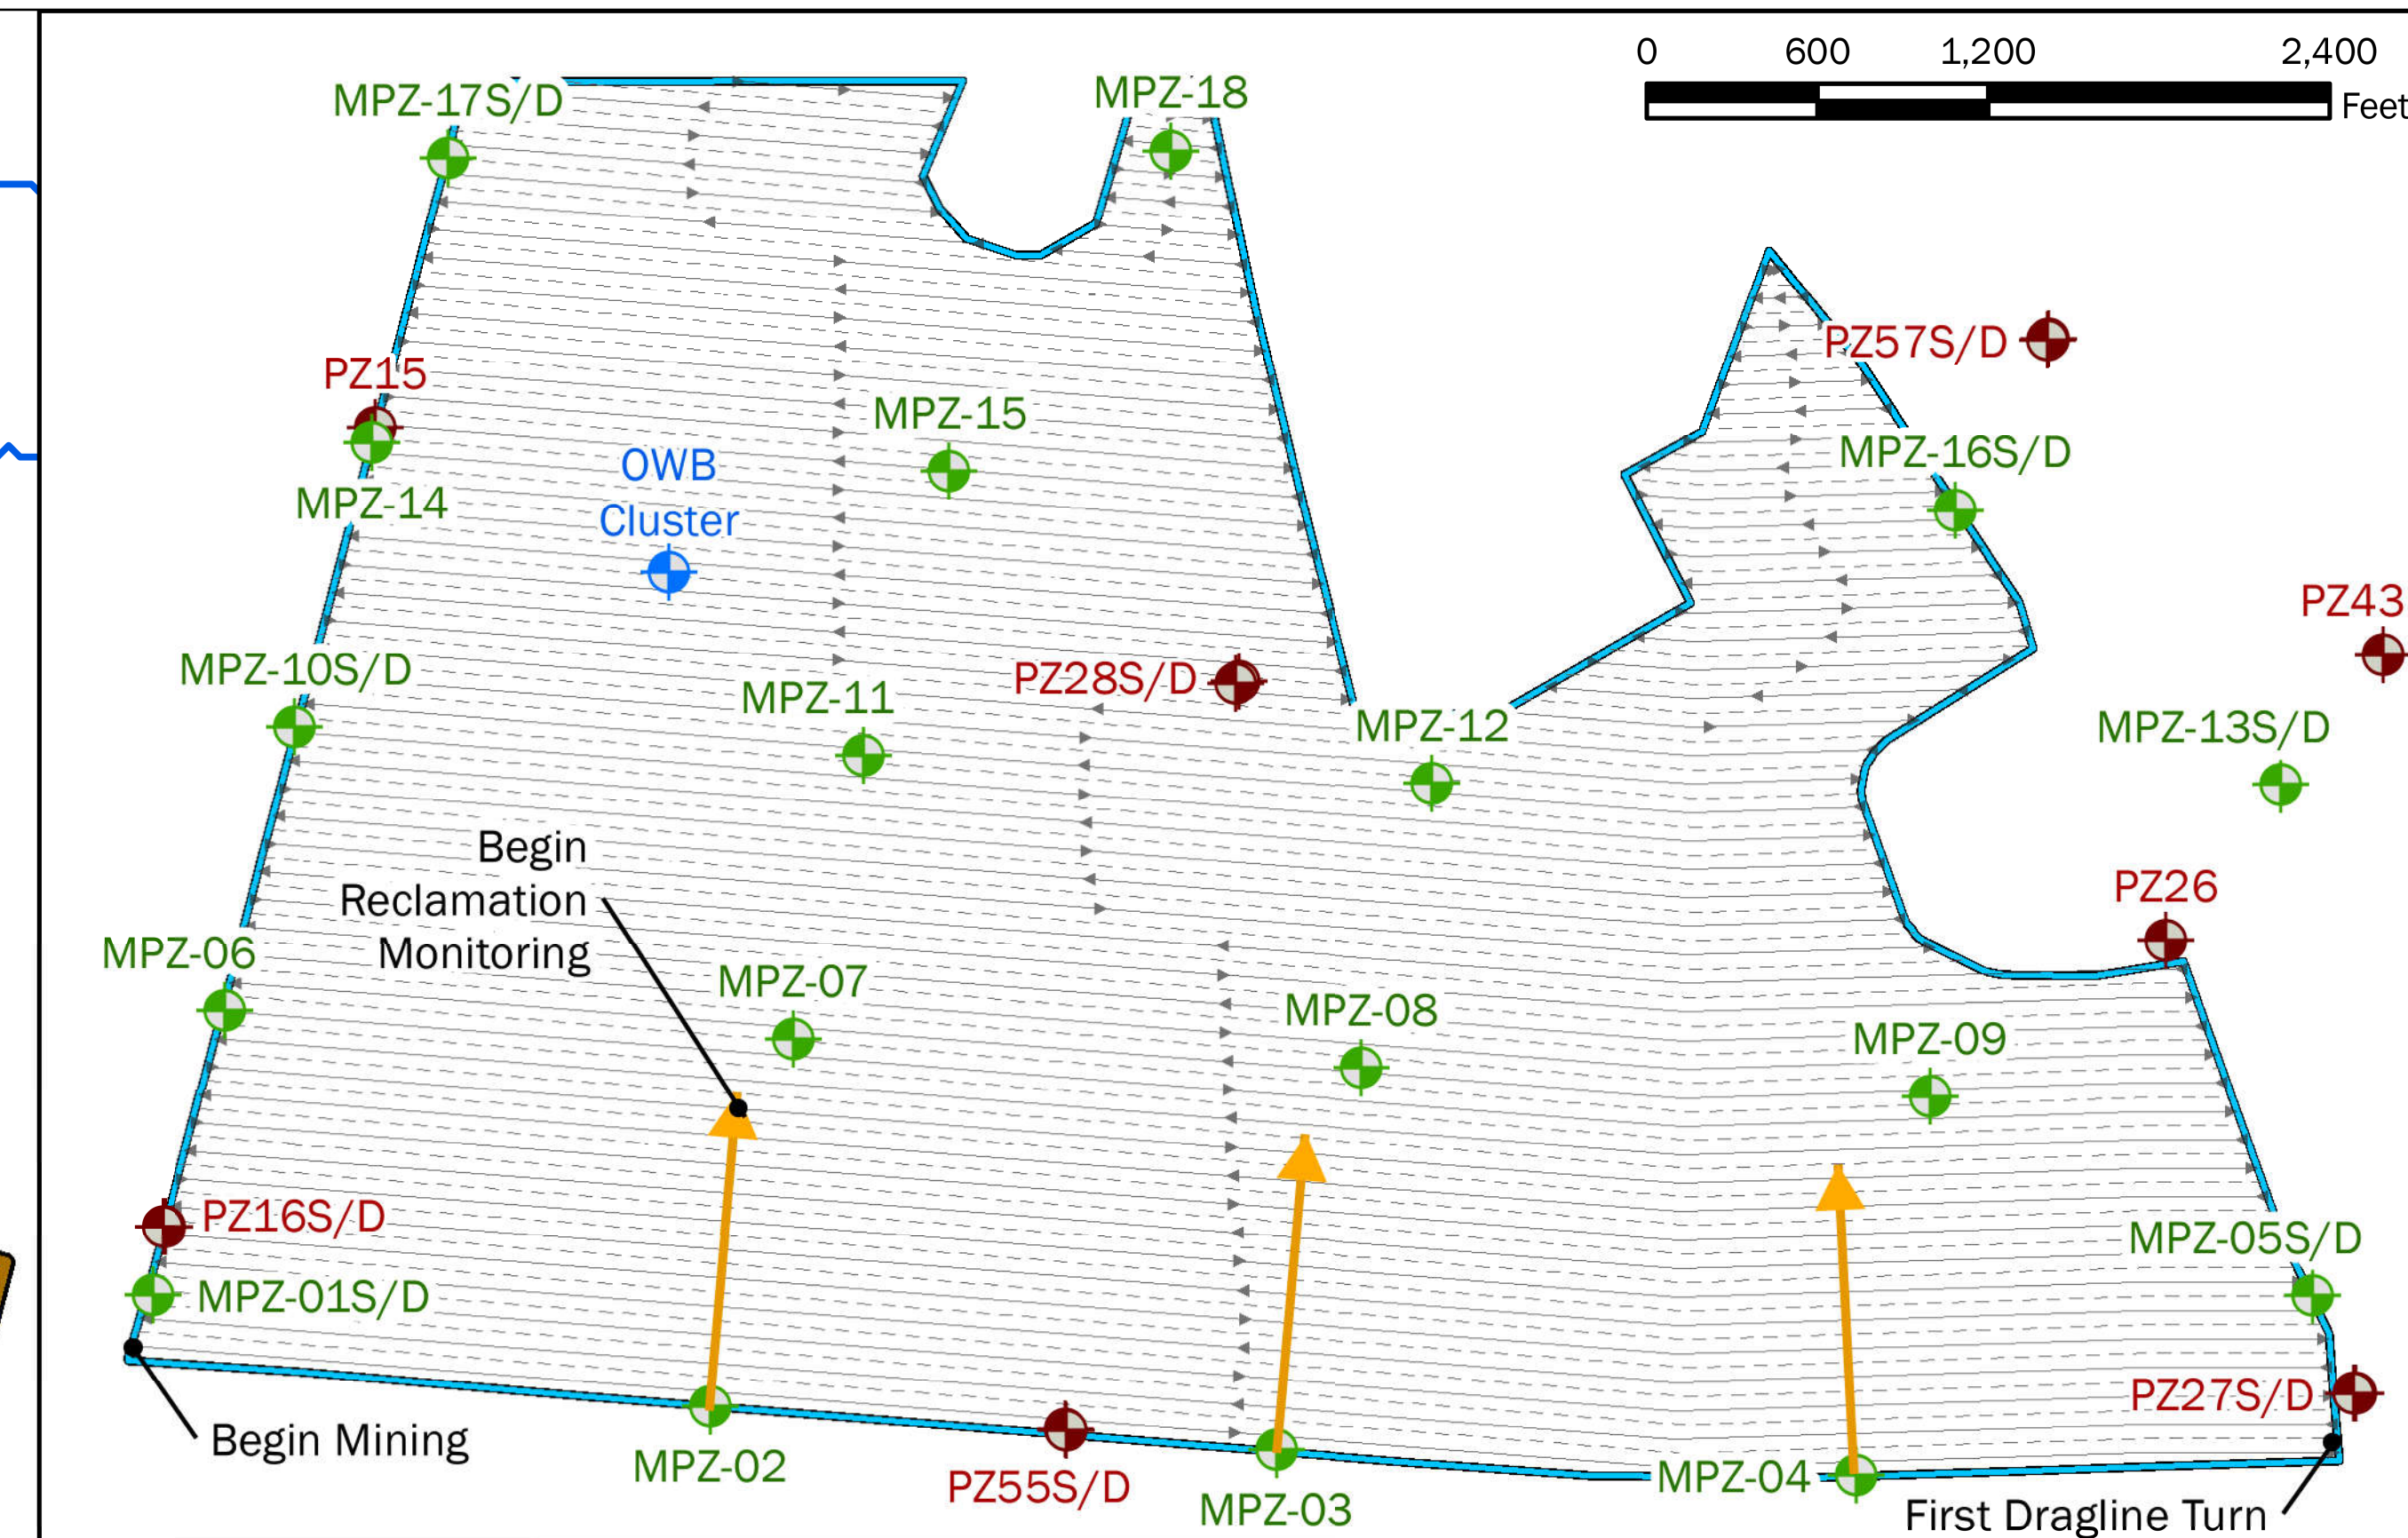 0 600 1,200 2,400
Feet
MPZ-17S/D
MPZ-18
PZ57S/D
PZ15
MPZ-15
MPZ-16S/D
OWB
Cluster
MPZ-14
PZ43
MPZ-10S/D
PZ28S/D
MPZ-11
MPZ-12
MPZ-13S/D
Begin
Reclamation
Monitoring
PZ26
MPZ-06
MPZ-07
MPZ-08
MPZ-09
PZ16S/D
MPZ-05S/D
MPZ-01S/D
PZ27S/D
Begin Mining
MPZ-02
PZ55S/D
MPZ-03
MPZ-04
First Dragline Turn